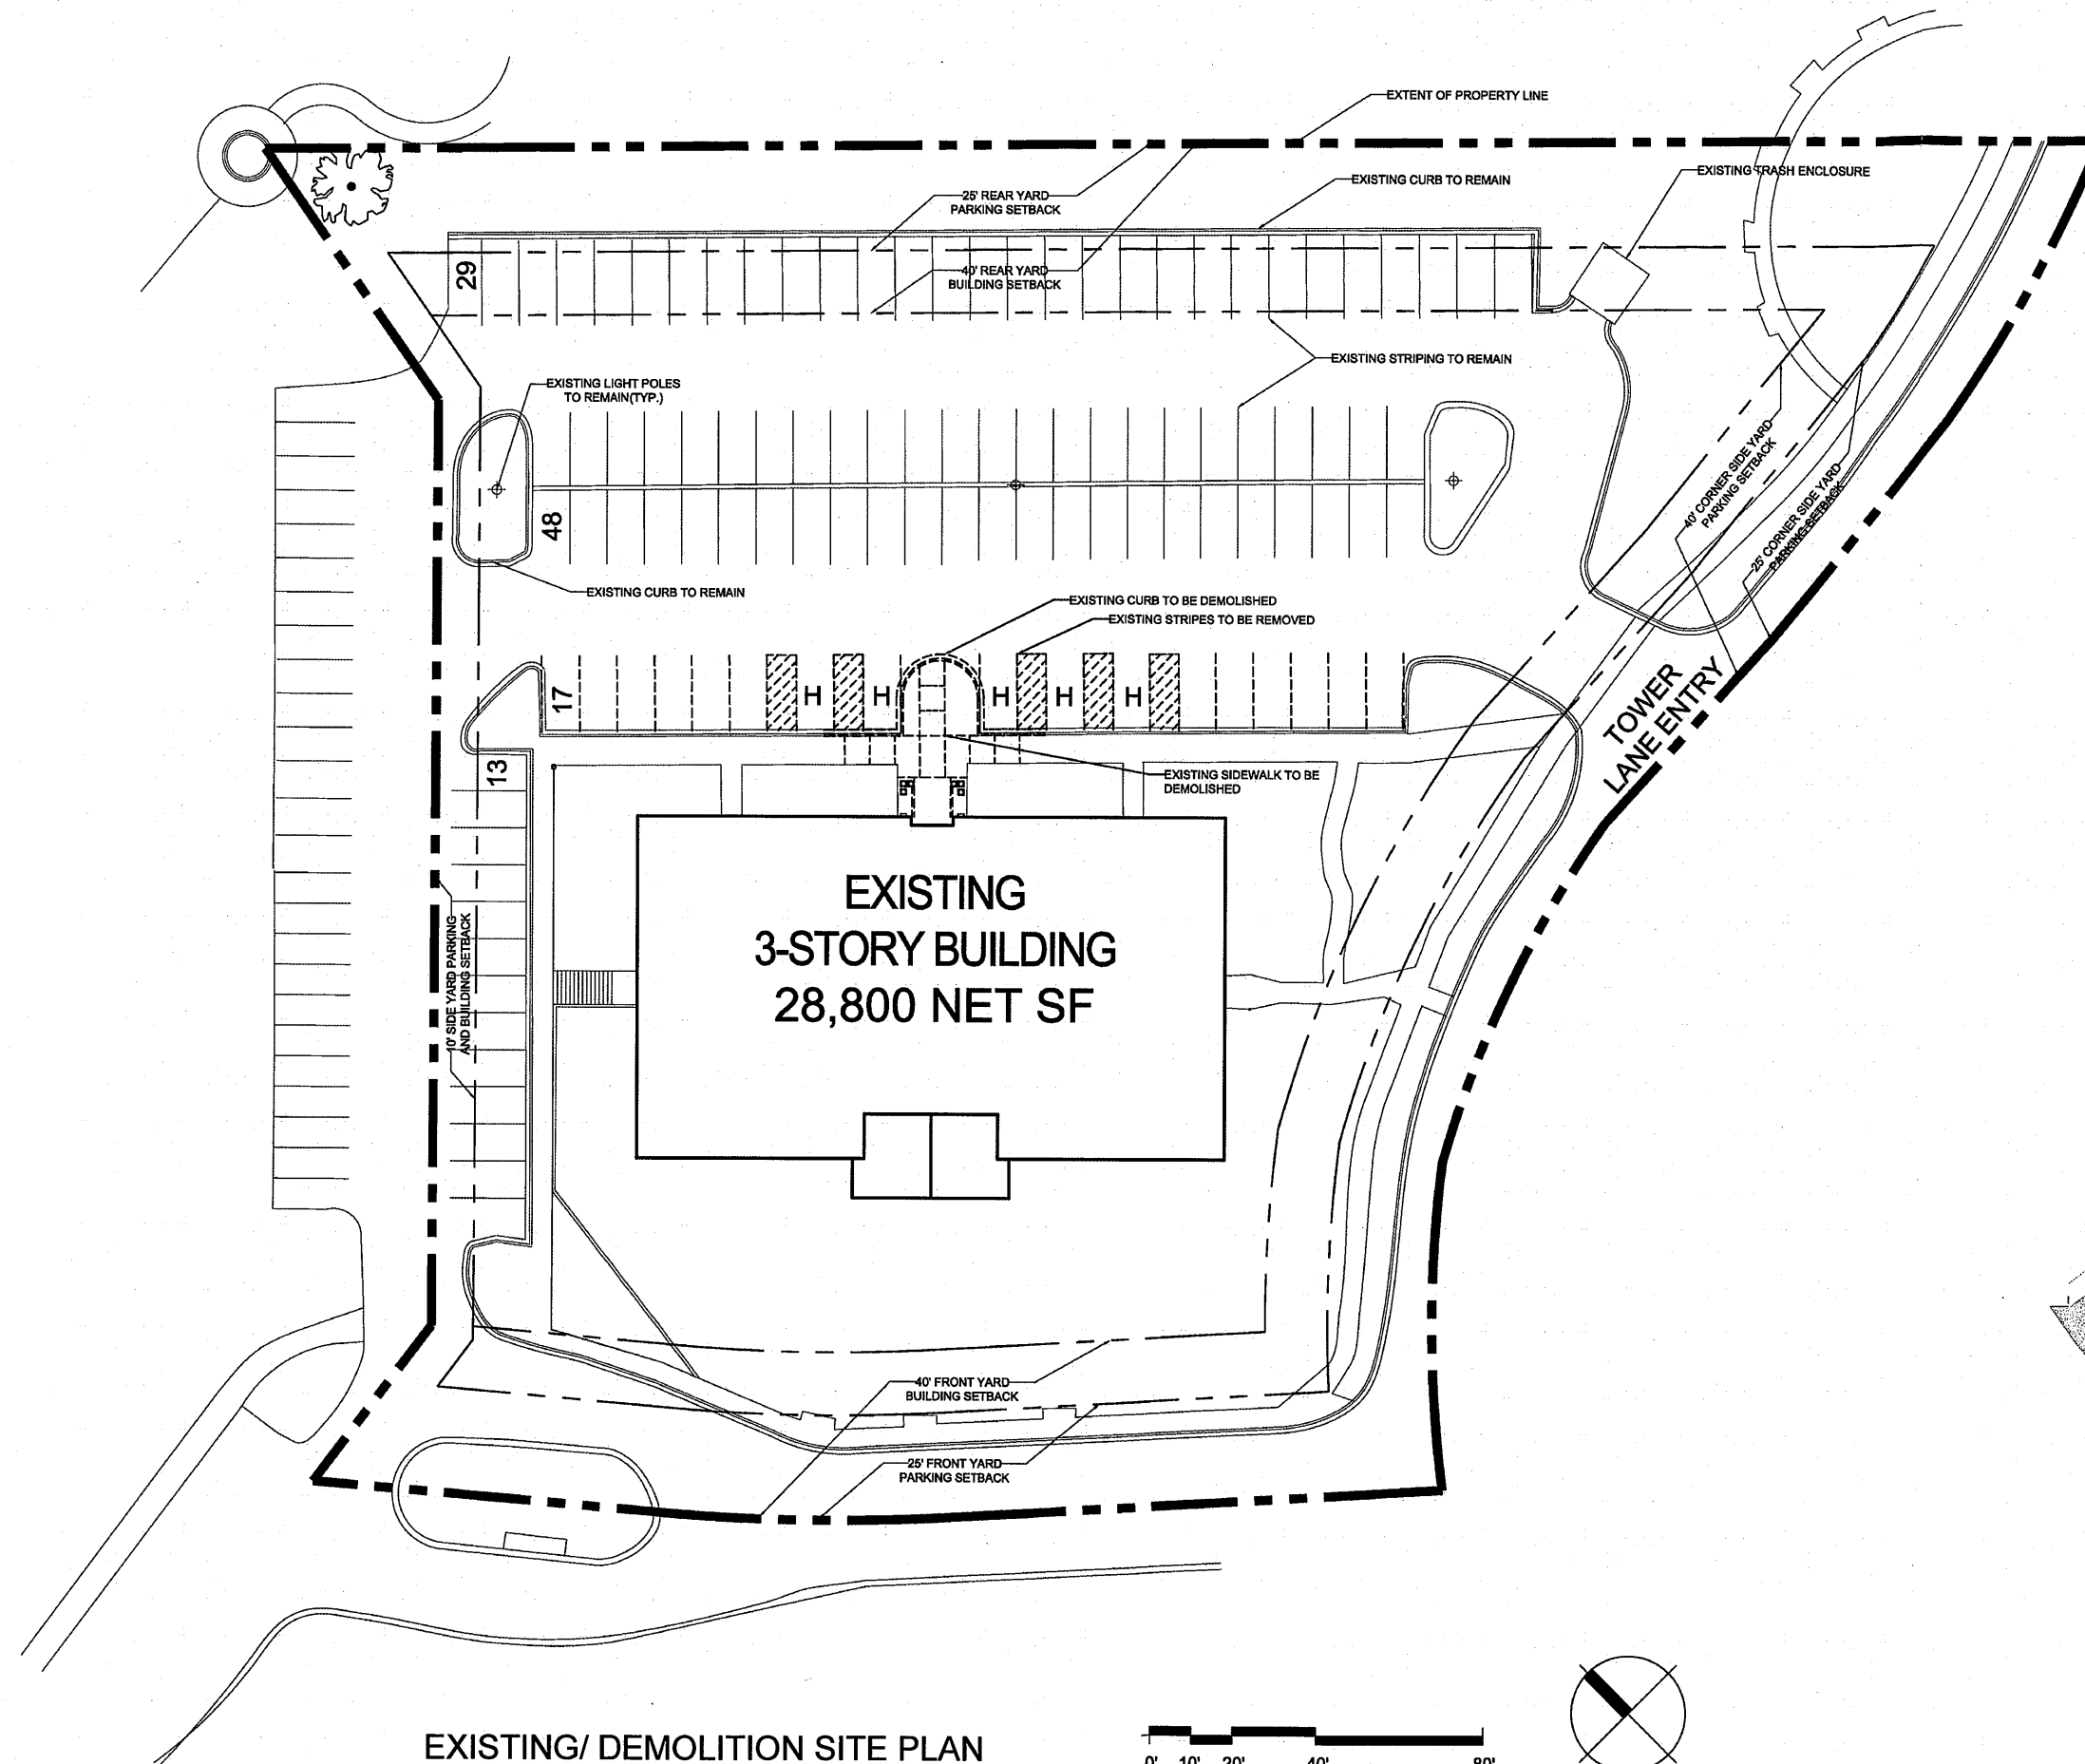 EXTENT OF PROPERTY LINE
EXISTING TRASH ENCLOSURE
EXISTING CURB TO REMAIN
25' REAR YARD
PARKING SETBACK
29
40' REAR YARD
BUILDING SETBACK
EXISTING STRIPING TO REMAIN
EXISTING LIGHT POLES
TO REMAIN(TYP.)
40' CORNER SIDE YARD
PARKING SETBACK
25' CORNER SIDE YARD
PARKING SETBACK
48
EXISTING CURB TO REMAIN
EXISTING CURB TO BE DEMOLISHED
EXISTING STRIPES TO BE REMOVED
17
H
H
H
H
H
TOWER
LANE ENTRY
13
EXISTING SIDEWALK TO BE
DEMOLISHED
EXISTING
3-STORY BUILDING
28,800 NET SF
10' SIDE YARD PARKING
AND BUILDING SETBACK
40' FRONT YARD
BUILDING SETBACK
25' FRONT YARD
PARKING SETBACK
EXISTING/ DEMOLITION SITE PLAN
0' 10' 20' 40' 80'